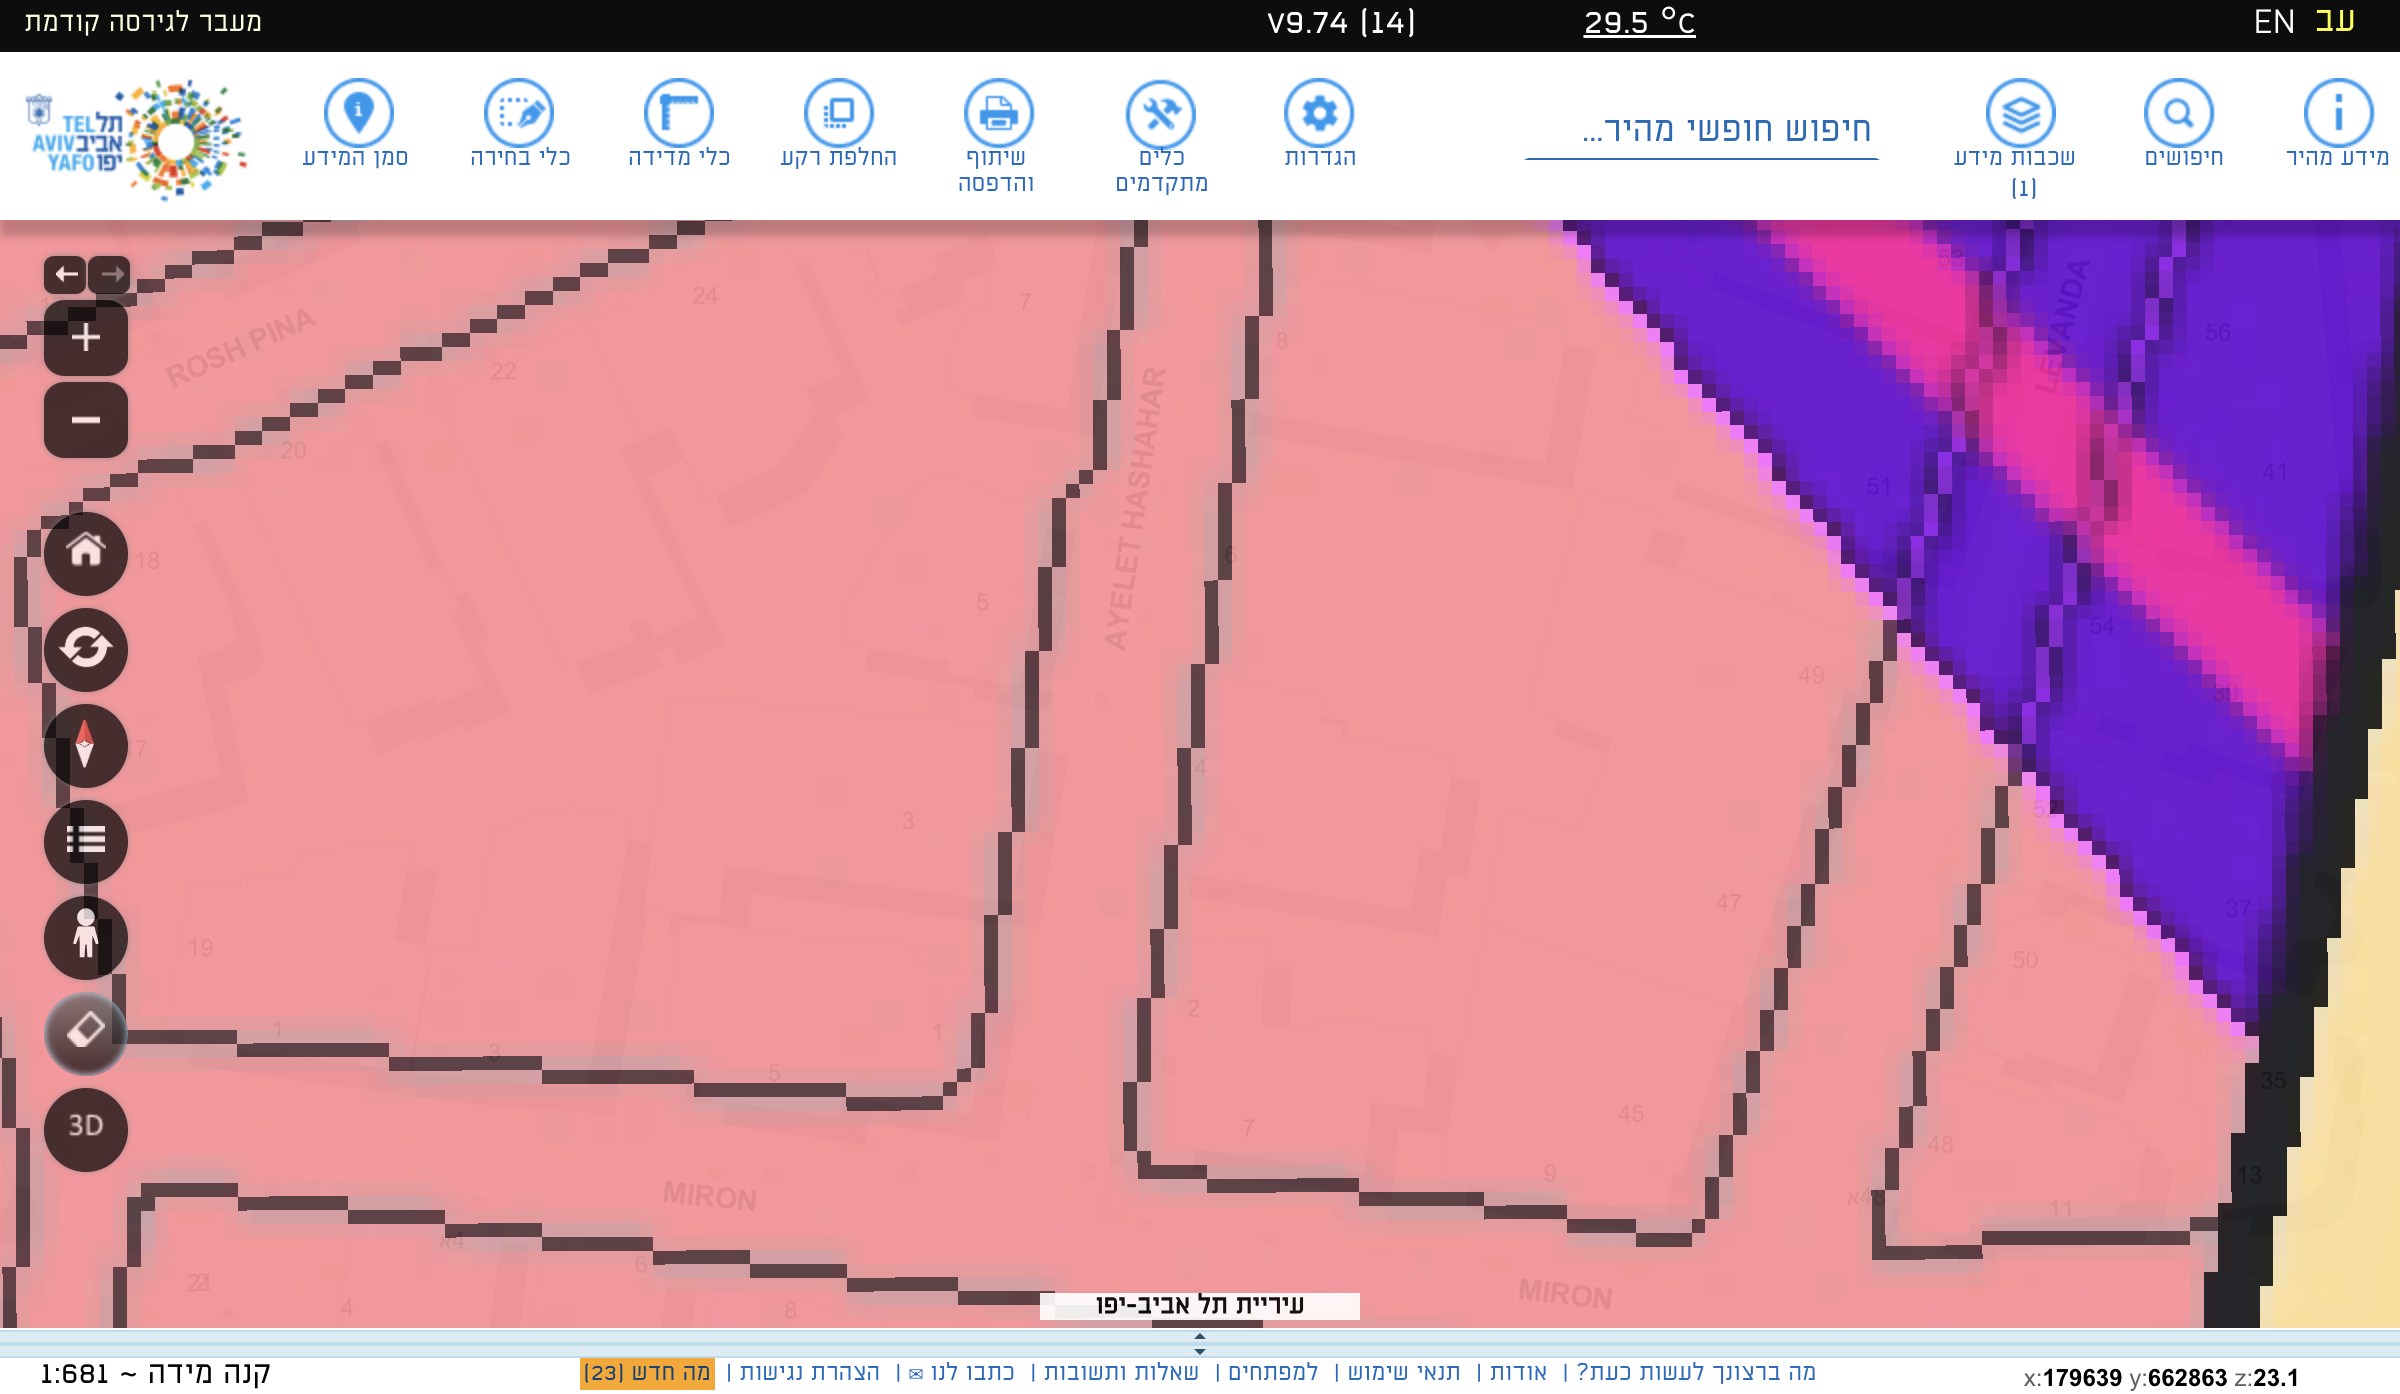 מעבר לגירסה קודמת
V9.74 (14)
29.5 °C
EN עב
TEL AVIV YAFO
תל אביב יפו
סמן המידע
כלי בחירה
כלי מדידה
החלפת רקע
שיתוף והדפסה
כלים מתקדמים
הגדרות
חיפוש חופשי מהיר...
שכבות מידע (1)
חיפושים
מידע מהיר
ROSH PINA
24
7
8
53
LEVANDA
56
22
20
AYELET HASHAHAR
51
41
18
6
5
54
49
39
7
4
3
52
47
37
19
50
2
1
3
5
1
35
7
45
48
13
9
MIRON
א48
11
א4
6
21
4
8
MIRON
3D
עיריית תל אביב-יפו
קנה מידה ~ 1:681
מה ברצונך לעשות כעת? | אודות | תנאי שימוש | למפתחים | שאלות ותשובות | כתבו לנו ✉ | הצהרת נגישות | מה חדש (23)
x:179639 y:662863 z:23.1